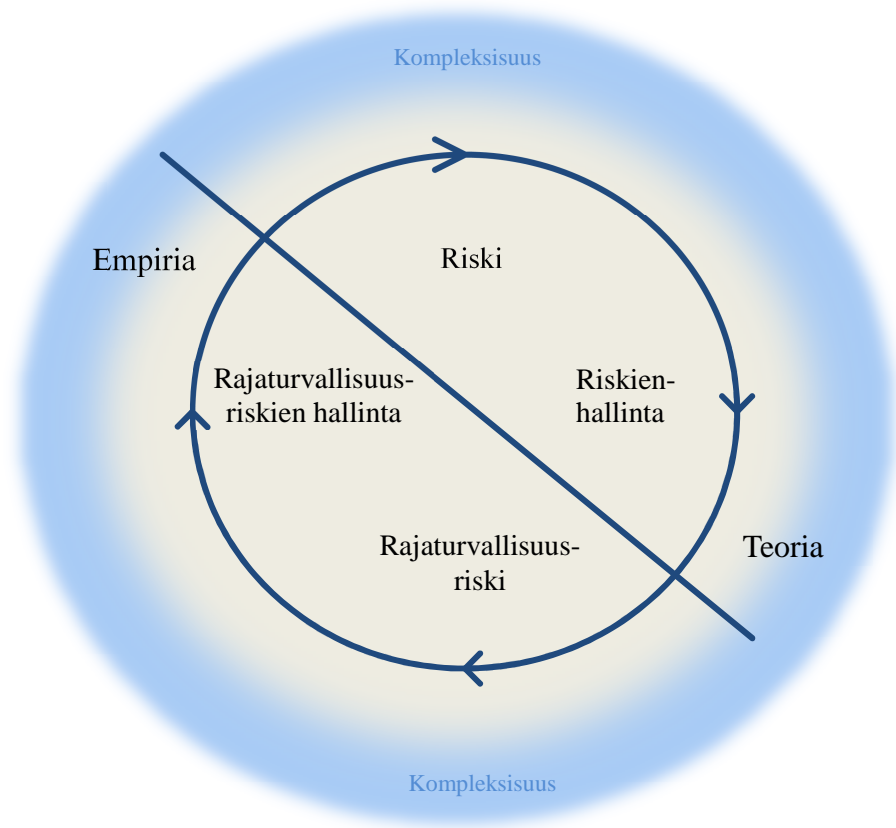 Kompleksisuus
Empiria
Riski
Rajaturvallisuus-
riskien hallinta
Riskien-
hallinta
Rajaturvallisuus-
riski
Teoria
Kompleksisuus